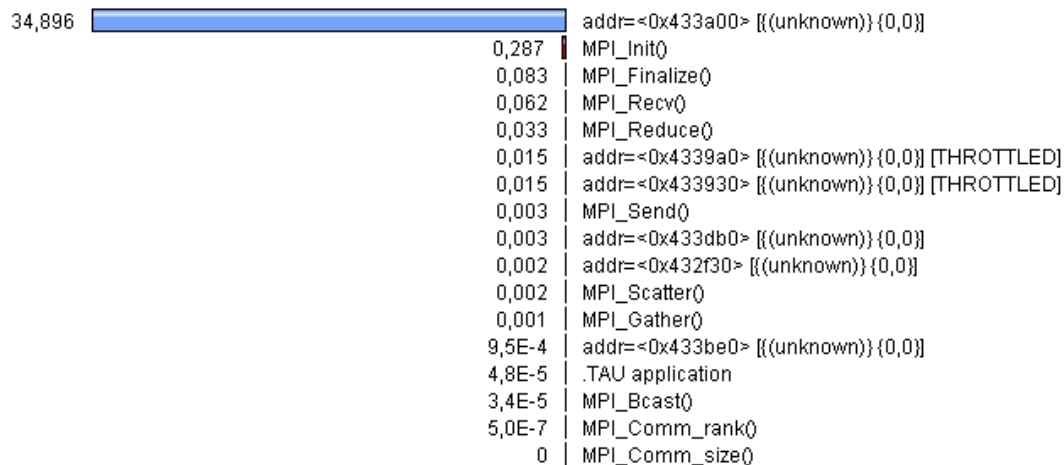 34,896 addr=<0x433a00> [{(unknown)} {0,0}]
0,287 MPI_Init()
0,083 MPI_Finalize()
0,062 MPI_Recv()
0,033 MPI_Reduce()
0,015 addr=<0x4339a0> [{(unknown)} {0,0}] [THROTTLED]
0,015 addr=<0x433930> [{(unknown)} {0,0}] [THROTTLED]
0,003 MPI_Send()
0,003 addr=<0x433db0> [{(unknown)} {0,0}]
0,002 addr=<0x432f30> [{(unknown)} {0,0}]
0,002 MPI_Scatter()
0,001 MPI_Gather()
9,5E-4 addr=<0x433be0> [{(unknown)} {0,0}]
4,8E-5 .TAU application
3,4E-5 MPI_Bcast()
5,0E-7 MPI_Comm_rank()
0 MPI_Comm_size()